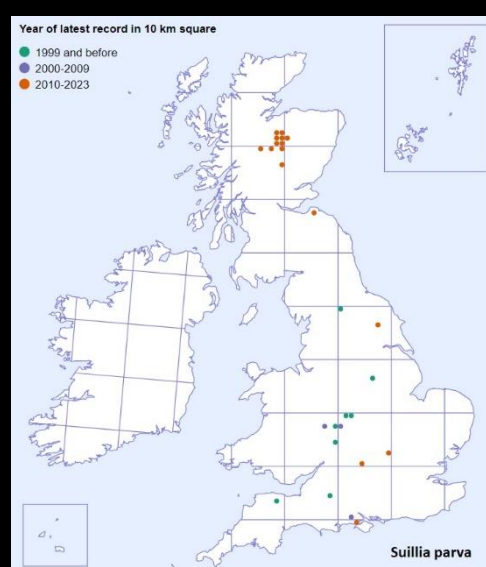 Year of latest record in 10 km square
1999 and before
2000-2009
2010-2023
Suillia parva